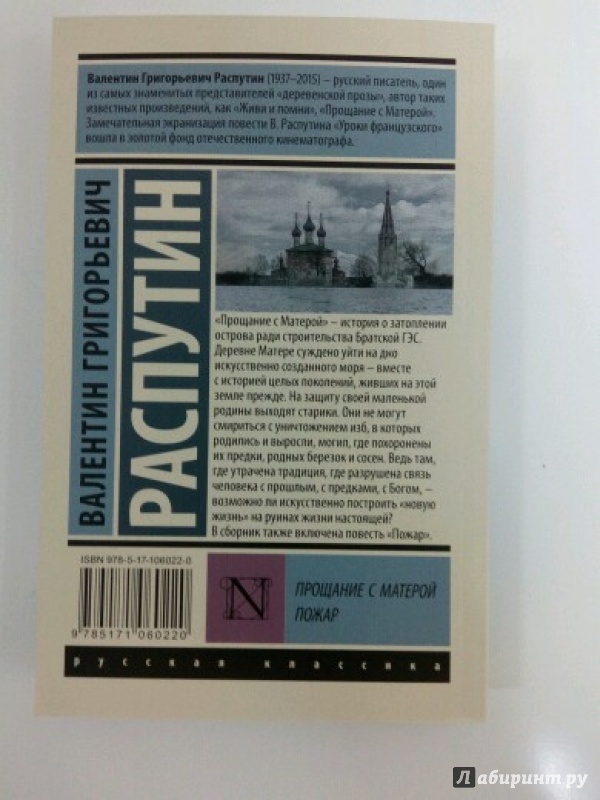 Валентин Григорьевич Распутин (1937–2015) – русский писатель, один
из самых знаменитых представителей «деревенской прозы», автор таких
известных произведений, как «Живи и помни», «Прощание с Матерой».
Замечательная экранизация повести В. Распутина «Уроки французского»
вошла в золотой фонд отечественного кинематографа.
ВАЛЕНТИН ГРИГОРЬЕВИЧ
РАСПУТИН
«Прощание с Матерой» – история о затоплении
острова ради строительства Братской ГЭС.
Деревне Матере суждено уйти на дно
искусственно созданного моря – вместе
с историей целых поколений, живших на этой
земле прежде. На защиту своей маленькой
родины выходят старики. Они не могут
смириться с уничтожением изб, в которых
родились и выросли, могил, где похоронены
их предки, родных березок и сосен. Ведь там,
где утрачена традиция, где разрушена связь
человека с прошлым, с предками, с Богом, –
возможно ли искусственно построить «новую
жизнь» на руинах жизни настоящей?
В сборник также включена повесть «Пожар».
ISBN 978-5-17-106022-0
9 785171 060220
N
ПРОЩАНИЕ С МАТЕРОЙ
ПОЖАР
русская классика
Лабиринт.ру